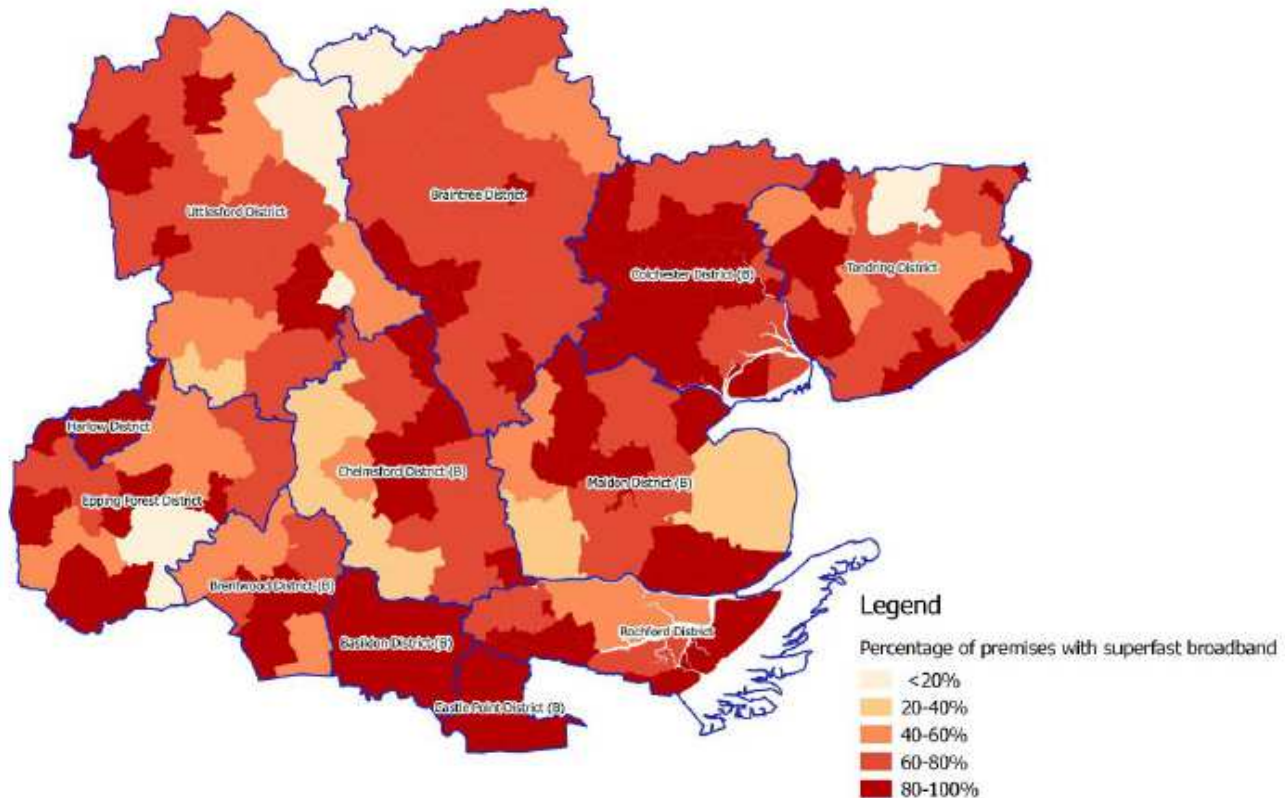 Braintree District
Uttlesford District
Colchester District (B)
Tendring District
Harlow District
Chelmsford District (B)
Maldon District (B)
Epping Forest District
Brentwood District (B)
Legend
Rochford District
Basildon District (B)
Percentage of premises with superfast broadband
<20%
Castle Point District (B)
20-40%
40-60%
60-80%
80-100%